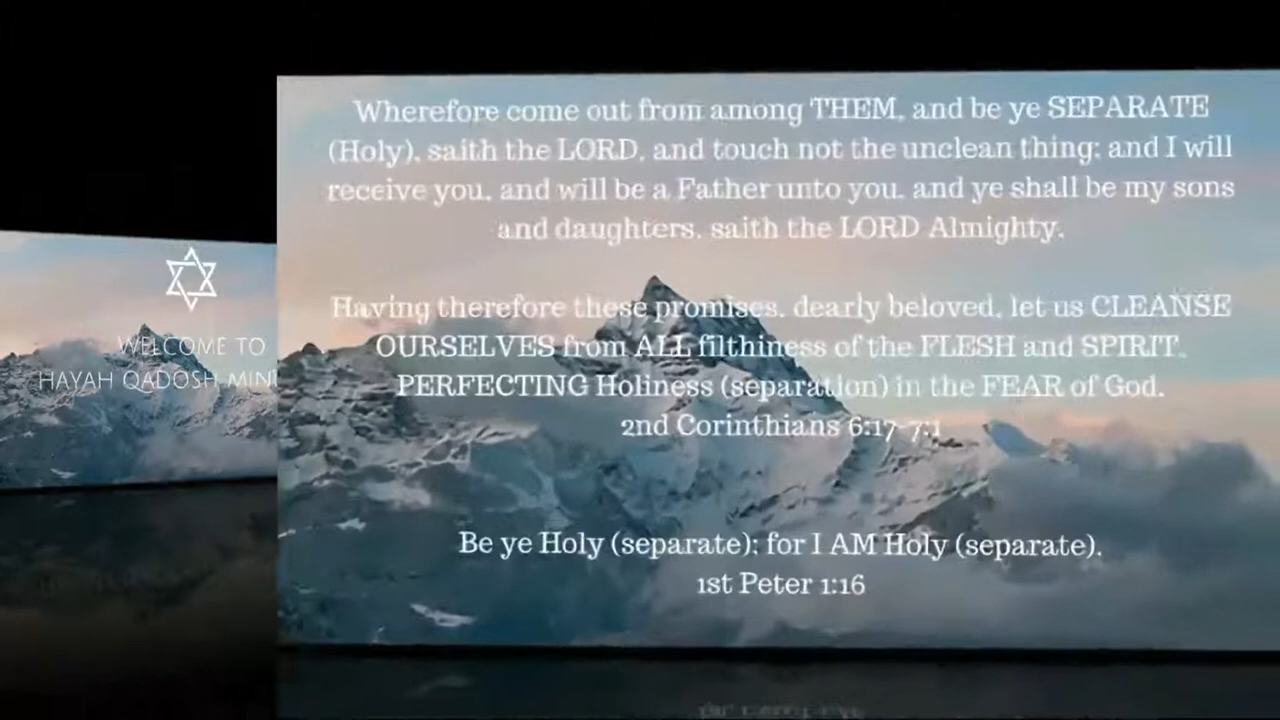 WELCOME TO
HAYAH QADOSH MIN
Wherefore come out from among THEM, and be ye SEPARATE
(Holy), saith the LORD, and touch not the unclean thing; and I will
receive you, and will be a Father unto you, and ye shall be my sons
and daughters, saith the LORD Almighty.
Having therefore these promises, dearly beloved, let us CLEANSE
OURSELVES from ALL filthiness of the FLESH and SPIRIT,
PERFECTING Holiness (separation) in the FEAR of God.
2nd Corinthians 6:17-7:1
Be ye Holy (separate); for I AM Holy (separate).
1st Peter 1:16